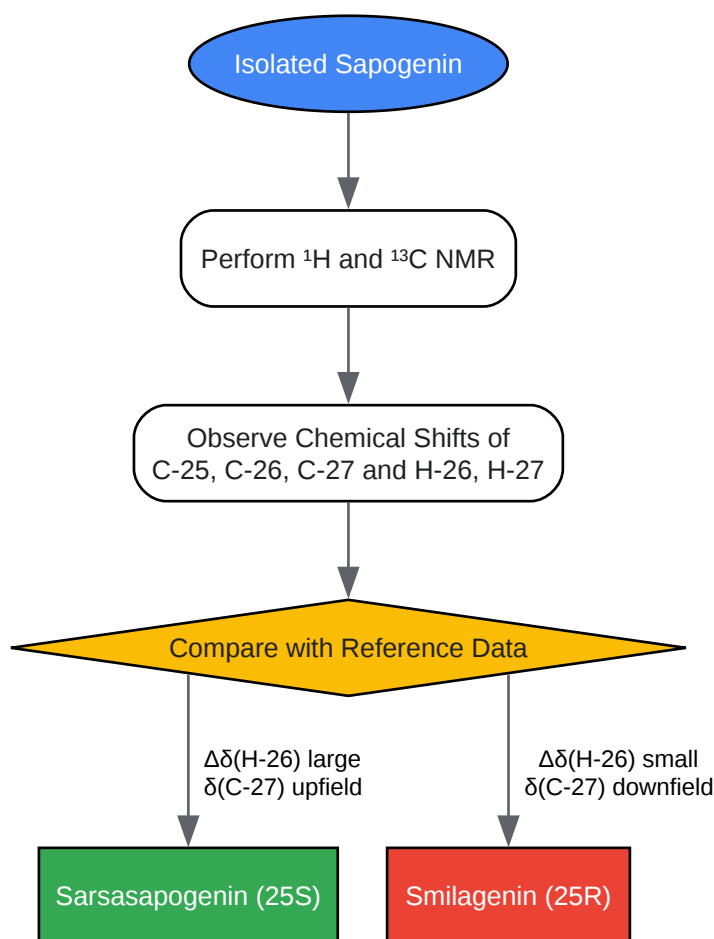 Isolated Sapogenin
Perform ¹H and ¹³C NMR
Observe Chemical Shifts of
C-25, C-26, C-27 and H-26, H-27
Compare with Reference Data
Δδ(H-26) large
δ(C-27) upfield
Δδ(H-26) small
δ(C-27) downfield
Sarsasapogenin (25S)
Smilagenin (25R)